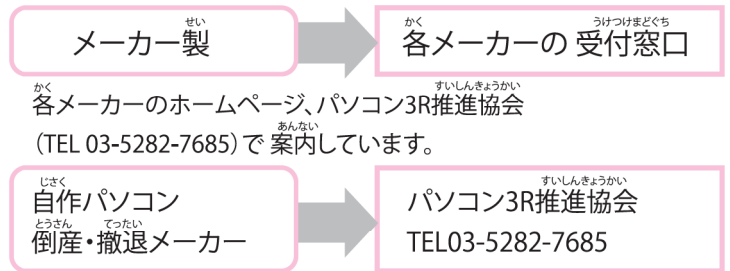 メーカー製
各メーカーの受付窓口
各メーカーのホームページ、パソコン3R推進協会
（TEL 03-5282-7685）で案内しています。
自作パソコン
倒産・撤退メーカー
パソコン3R推進協会
TEL03-5282-7685